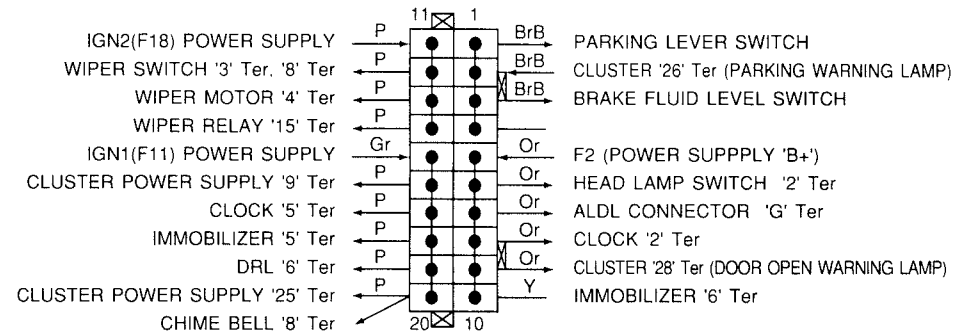 11 1
IGN2(F18) POWER SUPPLY P BrB PARKING LEVER SWITCH
WIPER SWITCH '3' Ter, '8' Ter P BrB CLUSTER '26' Ter (PARKING WARNING LAMP)
WIPER MOTOR '4' Ter P BrB BRAKE FLUID LEVEL SWITCH
WIPER RELAY '15' Ter P
IGN1(F11) POWER SUPPLY Gr Or F2 (POWER SUPPPLY 'B+')
CLUSTER POWER SUPPLY '9' Ter P Or HEAD LAMP SWITCH '2' Ter
CLOCK '5' Ter P Or ALDL CONNECTOR 'G' Ter
IMMOBILIZER '5' Ter P Or CLOCK '2' Ter
DRL '6' Ter P Or CLUSTER '28' Ter (DOOR OPEN WARNING LAMP)
CLUSTER POWER SUPPLY '25' Ter P Y IMMOBILIZER '6' Ter
CHIME BELL '8' Ter 20 10